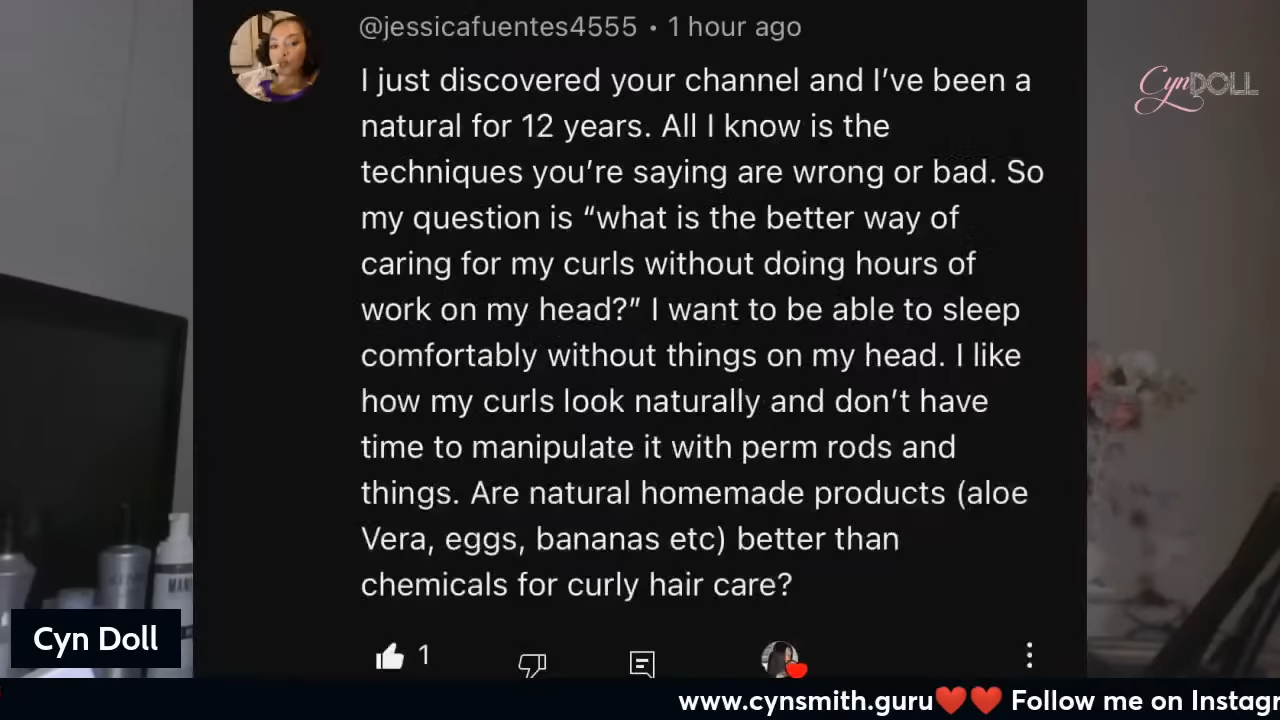 @jessicafuentes4555 • 1 hour ago
CynDOLL
I just discovered your channel and I’ve been a
natural for 12 years. All I know is the
techniques you’re saying are wrong or bad. So
my question is “what is the better way of
caring for my curls without doing hours of
work on my head?” I want to be able to sleep
comfortably without things on my head. I like
how my curls look naturally and don’t have
time to manipulate it with perm rods and
things. Are natural homemade products (aloe
Vera, eggs, bananas etc) better than
chemicals for curly hair care?
Cyn Doll
1
www.cynsmith.guru❤️❤️ Follow me on Instagr